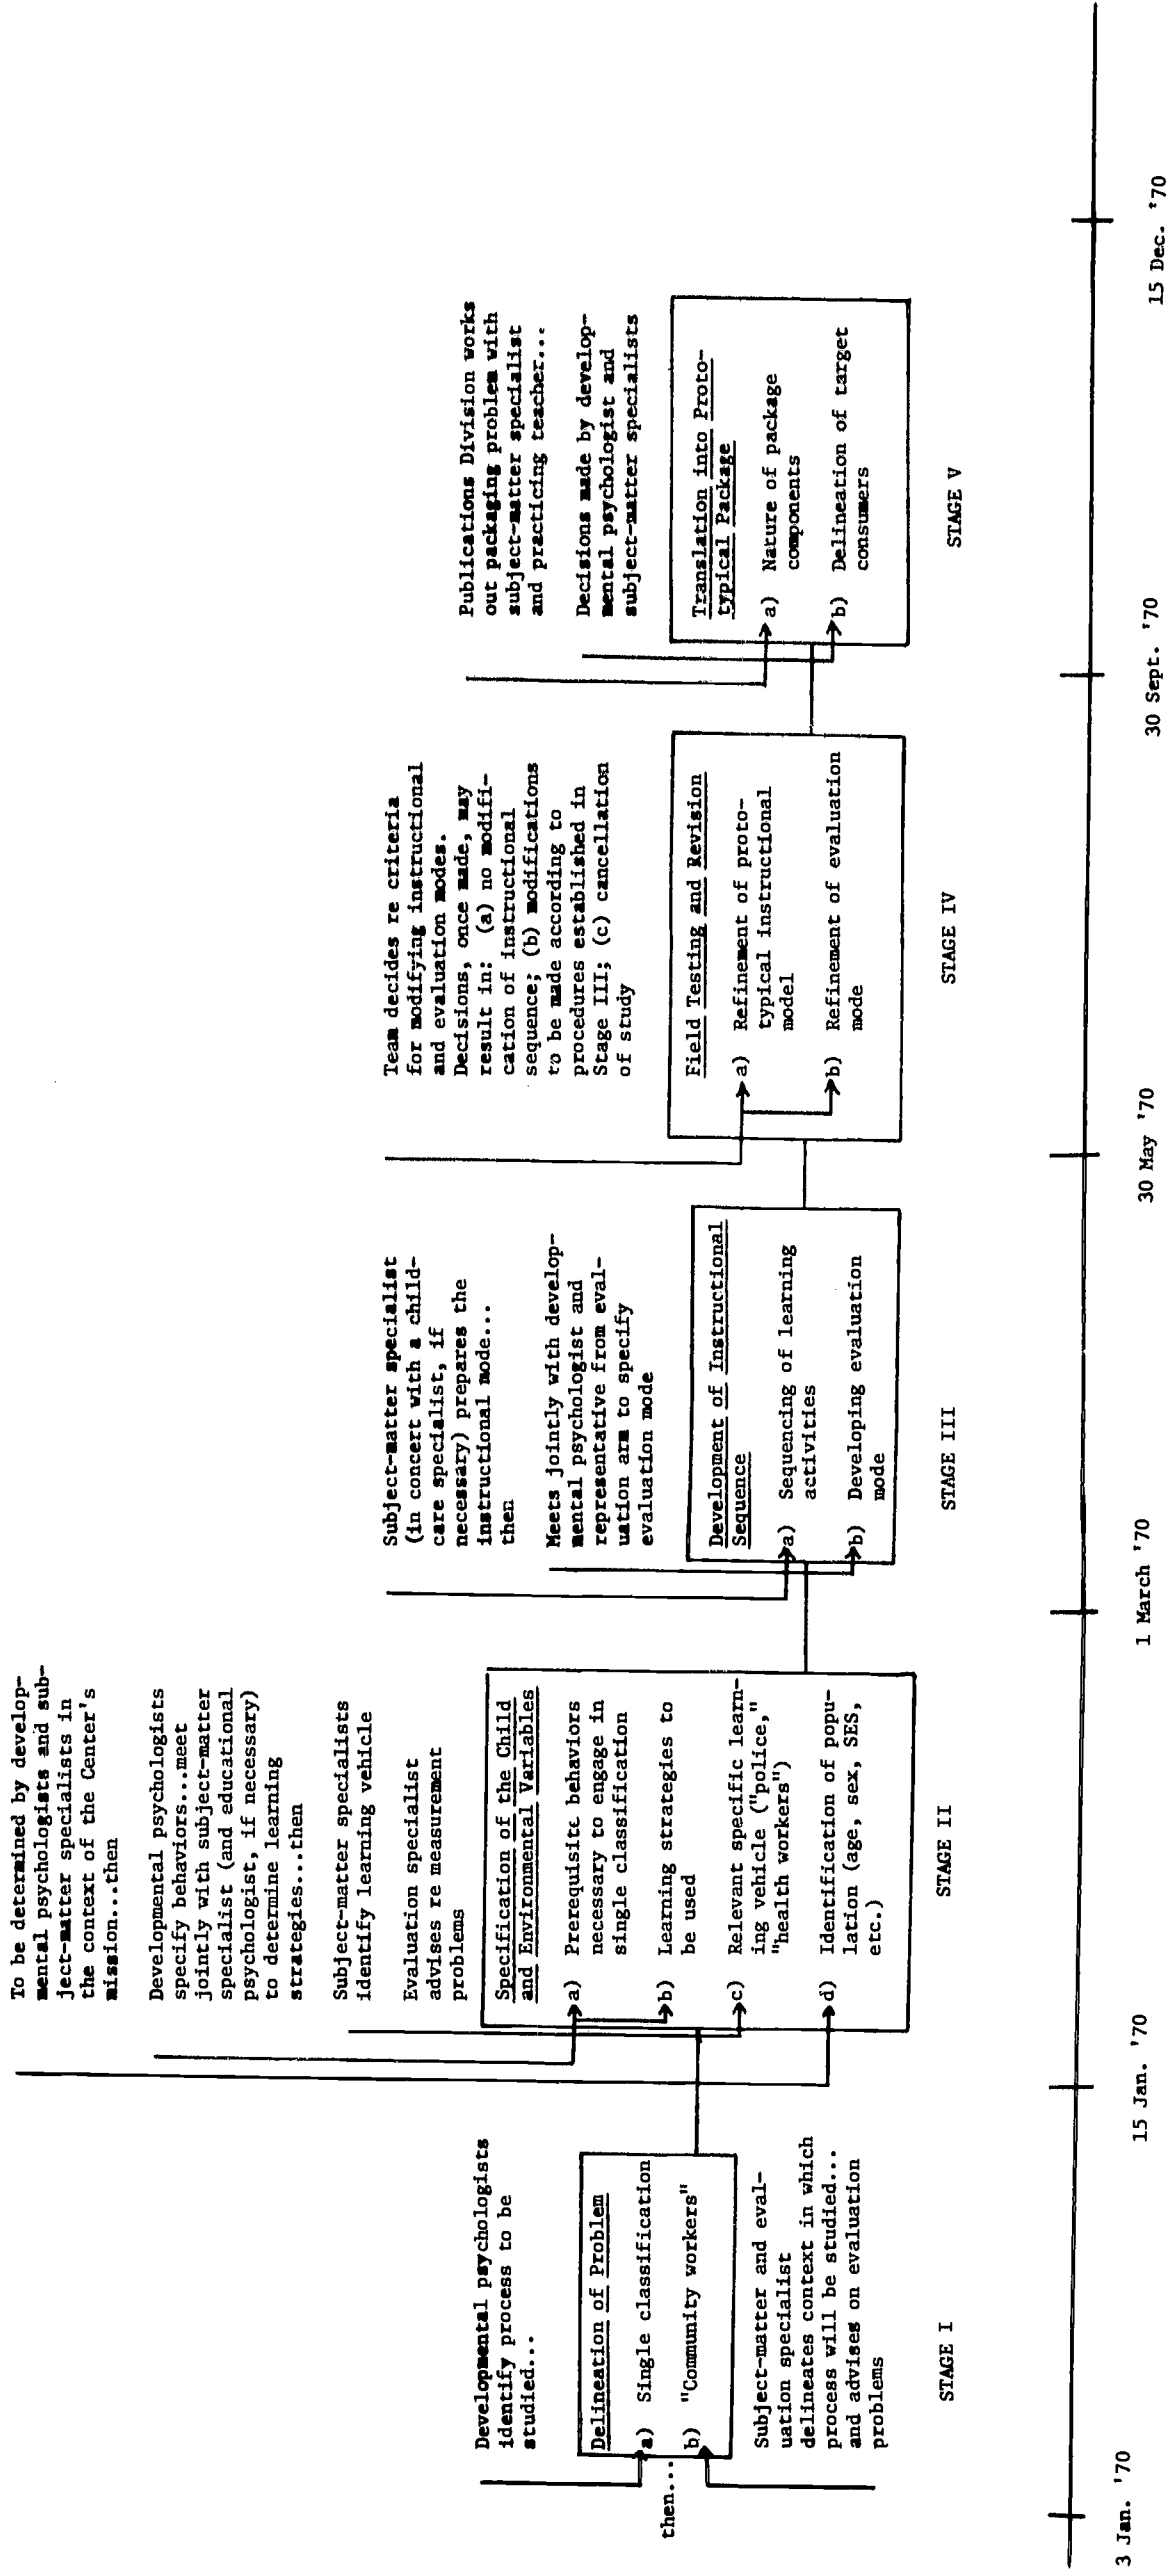 Developmental psychologists
identify process to be
studied...
Delineation of Problem
a) Single classification
then...
b) "Community workers"
Subject-matter and eval-
uation specialist
delineates context in which
process will be studied...
and advises on evaluation
problems
STAGE I
To be determined by develop-
mental psychologists and sub-
ject-matter specialists in
the context of the Center's
mission...then
Developmental psychologists
specify behaviors...meet
jointly with subject-matter
specialist (and educational
psychologist, if necessary)
to determine learning
strategies...then
Subject-matter specialists
identify learning vehicle
Evaluation specialist
advises re measurement
problems
Specification of the Child
and Environmental Variables
a) Prerequisite behaviors
necessary to engage in
single classification
b) Learning strategies to
be used
c) Relevant specific learn-
ing vehicle ("police,"
"health workers")
d) Identification of popu-
lation (age, sex, SES,
etc.)
STAGE II
Subject-matter specialist
(in concert with a child-
care specialist, if
necessary) prepares the
instructional mode...
then
Meets jointly with develop-
mental psychologist and
representative from eval-
uation arm to specify
evaluation mode
Development of Instructional
Sequence
a) Sequencing of learning
activities
b) Developing evaluation
mode
STAGE III
Team decides re criteria
for modifying instructional
and evaluation modes.
Decisions, once made, may
result in: (a) no modifi-
cation of instructional
sequence; (b) modifications
to be made according to
procedures established in
Stage III; (c) cancellation
of study
Field Testing and Revision
a) Refinement of proto-
typical instructional
model
b) Refinement of evaluation
mode
STAGE IV
Publications Division works
out packaging problem with
subject-matter specialist
and practicing teacher...
Decisions made by develop-
mental psychologist and
subject-matter specialists
Translation into Proto-
typical Package
a) Nature of package
components
b) Delineation of target
consumers
STAGE V
3 Jan. '70
15 Jan. '70
1 March '70
30 May '70
30 Sept. '70
15 Dec. '70